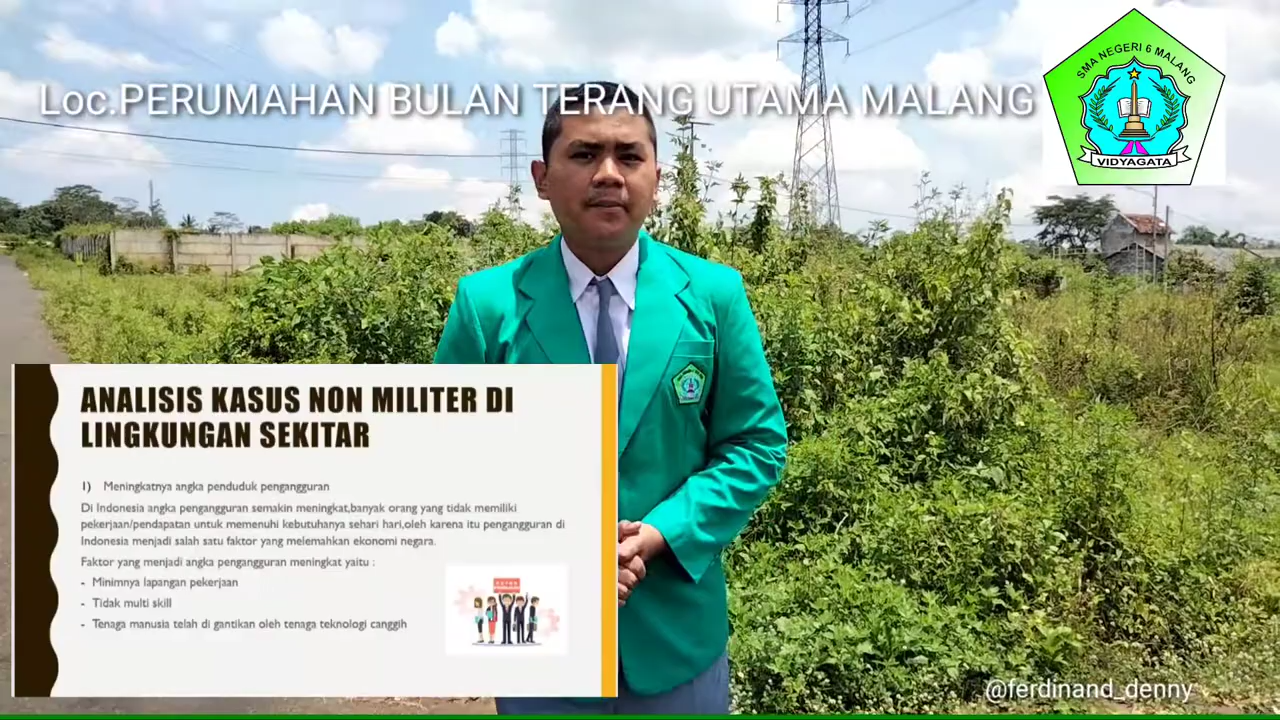 Loc.PERUMAHAN BULAN TERANG UTAMA MALANG
SMA NEGERI 6 MALANG
VIDYAGATA
ANALISIS KASUS NON MILITER DI
LINGKUNGAN SEKITAR
1) Meningkatnya angka penduduk pengangguran
Di Indonesia angka pengangguran semakin meningkat,banyak orang yang tidak memiliki
pekerjaan/pendapatan untuk memenuhi kebutuhanya sehari hari,oleh karena itu pengangguran di
Indonesia menjadi salah satu faktor yang melemahkan ekonomi negara.
Faktor yang menjadi angka pengangguran meningkat yaitu :
- Minimnya lapangan pekerjaan
- Tidak multi skill
- Tenaga manusia telah di gantikan oleh tenaga teknologi canggih
@ferdinand_denny